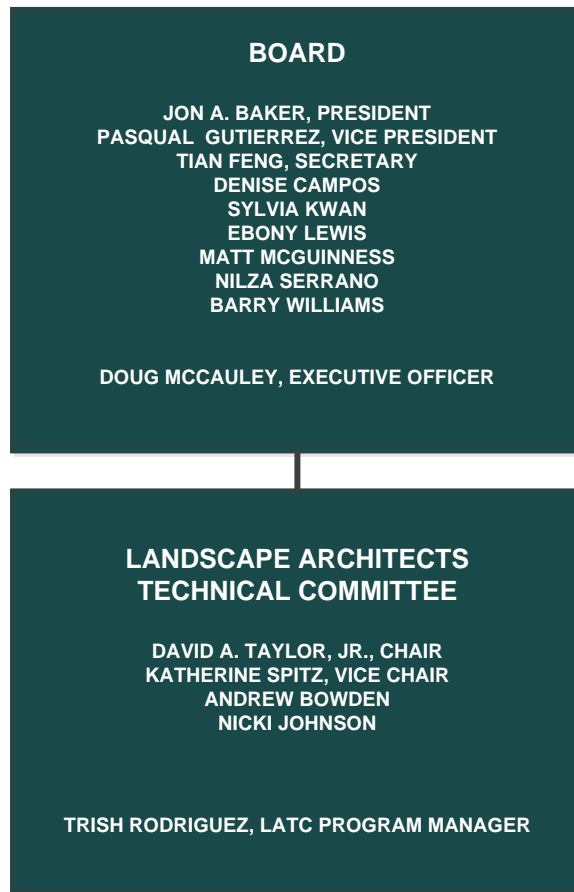 BOARD
JON A. BAKER, PRESIDENT
PASQUAL GUTIERREZ, VICE PRESIDENT
TIAN FENG, SECRETARY
DENISE CAMPOS
SYLVIA KWAN
EBONY LEWIS
MATT MCGUINNESS
NILZA SERRANO
BARRY WILLIAMS
DOUG MCCAULEY, EXECUTIVE OFFICER
LANDSCAPE ARCHITECTS
TECHNICAL COMMITTEE
DAVID A. TAYLOR, JR., CHAIR
KATHERINE SPITZ, VICE CHAIR
ANDREW BOWDEN
NICKI JOHNSON
TRISH RODRIGUEZ, LATC PROGRAM MANAGER